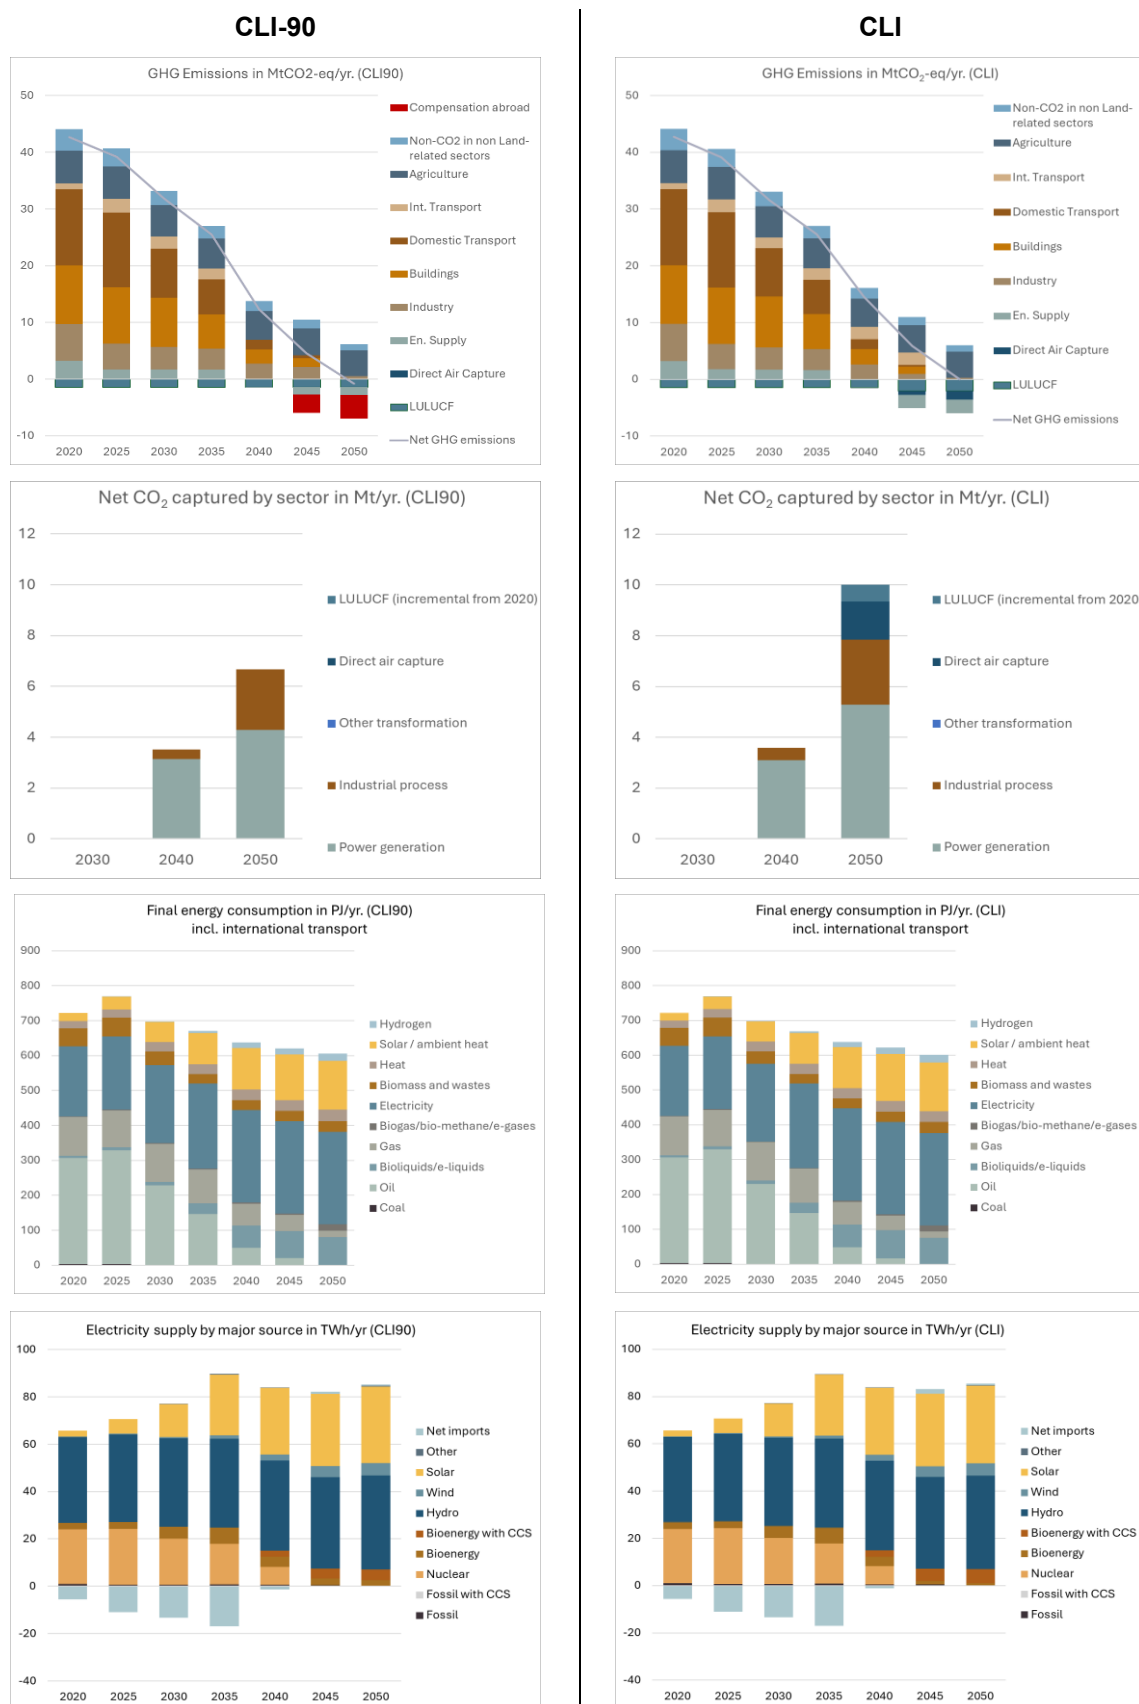 CLI-90
CLI
GHG Emissions in MtCO2-eq/yr. (CLI90)
50
40
30
20
10
0
-10
2020 2025 2030 2035 2040 2045 2050
Compensation abroad
Non-CO2 in non Land-
related sectors
Agriculture
Int. Transport
Domestic Transport
Buildings
Industry
En. Supply
Direct Air Capture
LULUCF
Net GHG emissions
GHG Emissions in MtCO₂-eq/yr. (CLI)
50
40
30
20
10
0
-10
2020 2025 2030 2035 2040 2045 2050
Non-CO2 in non Land-
related sectors
Agriculture
Int. Transport
Domestic Transport
Buildings
Industry
En. Supply
Direct Air Capture
LULUCF
Net GHG emissions
Net CO₂ captured by sector in Mt/yr. (CLI90)
12
10
8
6
4
2
0
2030 2040 2050
LULUCF (incremental from 2020)
Direct air capture
Other transformation
Industrial process
Power generation
Net CO₂ captured by sector in Mt/yr. (CLI)
12
10
8
6
4
2
0
2030 2040 2050
LULUCF (incremental from 2020
Direct air capture
Other transformation
Industrial process
Power generation
Final energy consumption in PJ/yr. (CLI90)
incl. international transport
900
800
700
600
500
400
300
200
100
0
2020 2025 2030 2035 2040 2045 2050
Hydrogen
Solar / ambient heat
Heat
Biomass and wastes
Electricity
Biogas/bio-methane/e-gases
Gas
Bioliquids/e-liquids
Oil
Coal
Final energy consumption in PJ/yr. (CLI)
incl. international transport
900
800
700
600
500
400
300
200
100
0
2020 2025 2030 2035 2040 2045 2050
Hydrogen
Solar / ambient heat
Heat
Biomass and wastes
Electricity
Biogas/bio-methane/e-gases
Gas
Bioliquids/e-liquids
Oil
Coal
Electricity supply by major source in TWh/yr (CLI90)
100
80
60
40
20
0
-20
-40
2020 2025 2030 2035 2040 2045 2050
Net imports
Other
Solar
Wind
Hydro
Bioenergy with CCS
Bioenergy
Nuclear
Fossil with CCS
Fossil
Electricity supply by major source in TWh/yr (CLI)
100
80
60
40
20
0
-20
-40
2020 2025 2030 2035 2040 2045 2050
Net imports
Other
Solar
Wind
Hydro
Bioenergy with CCS
Bioenergy
Nuclear
Fossil with CCS
Fossil